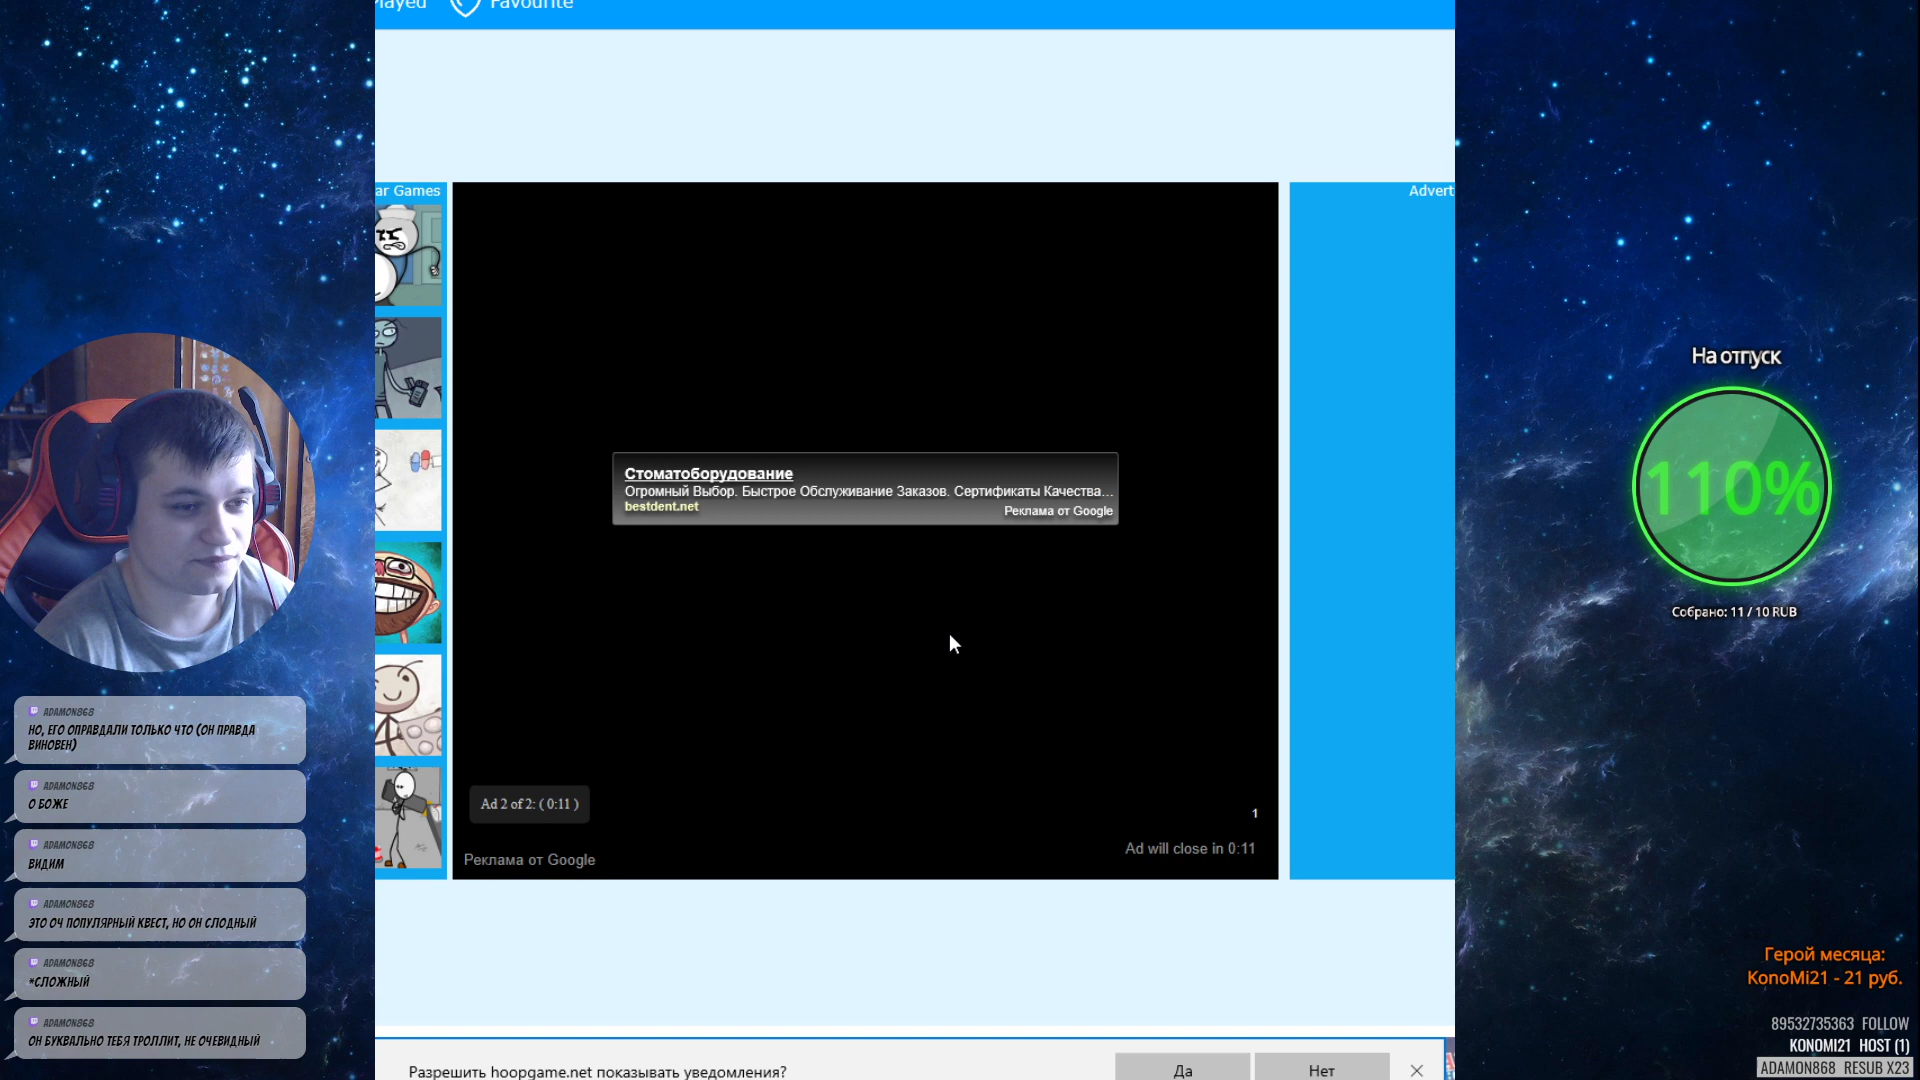 Played Favourite
ar Games
Advert
Стоматоборудование
Огромный Выбор. Быстрое Обслуживание Заказов. Сертификаты Качества...
bestdent.net
Реклама от Google
Ad 2 of 2: ( 0:11 )
1
Ad will close in 0:11
Реклама от Google
Разрешить hoopgame.net показывать уведомления?
Да
Нет
ADAMON868
НО, ЕГО ОПРАВДАЛИ ТОЛЬКО ЧТО (ОН ПРАВДА
ВИНОВЕН)
ADAMON868
О БОЖЕ
ADAMON868
ВИДИМ
ADAMON868
ЭТО ОЧ ПОПУЛЯРНЫЙ КВЕСТ, НО ОН СЛОДНЫЙ
ADAMON868
*СЛОЖНЫЙ
ADAMON868
ОН БУКВАЛЬНО ТЕБЯ ТРОЛЛИТ, НЕ ОЧЕВИДНЫЙ
На отпуск
110%
Собрано: 11 / 10 RUB
Герой месяца:
KonoMi21 - 21 руб.
89532735363 FOLLOW
KONOMI21 HOST (1)
ADAMON868 RESUB X23